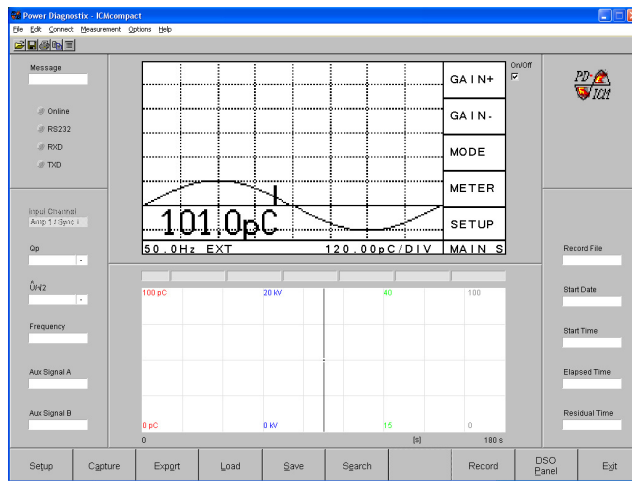 Power Diagnostix - ICMcompact
File Edit Connect Measurement Options Help
Message
Online
RS232
RXD
TXD
Input Channel
Amp 1 / Sync
Qp
Û/√2
Frequency
Aux Signal A
Aux Signal B
GAIN+
GAIN-
MODE
METER
SETUP
101.0pC
50.0Hz EXT 120.00pC/DIV MAIN S
On/Off
PD-
ICM
Record File
Start Date
Start Time
Elapsed Time
Residual Time
100 pC 20 kV 40 100
0 pC 0 kV 15 0
0 [s] 180 s
Setup Capture Export Load Save Search Record DSO Panel Exit